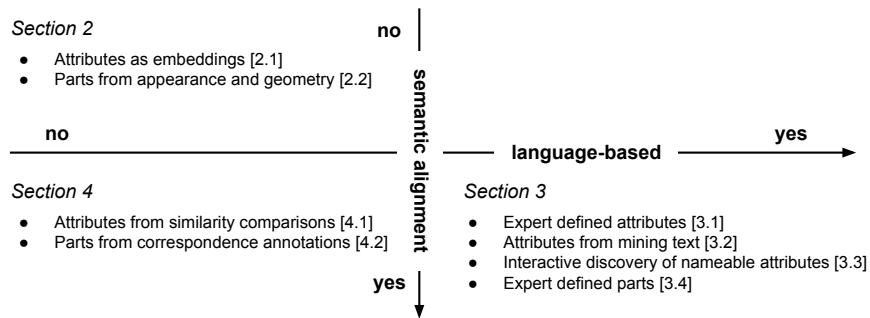 Section 2
no
● Attributes as embeddings [2.1]
● Parts from appearance and geometry [2.2]
semantic alignment
no
yes
language-based
Section 4
● Attributes from similarity comparisons [4.1]
● Parts from correspondence annotations [4.2]
Section 3
● Expert defined attributes [3.1]
● Attributes from mining text [3.2]
● Interactive discovery of nameable attributes [3.3]
● Expert defined parts [3.4]
yes